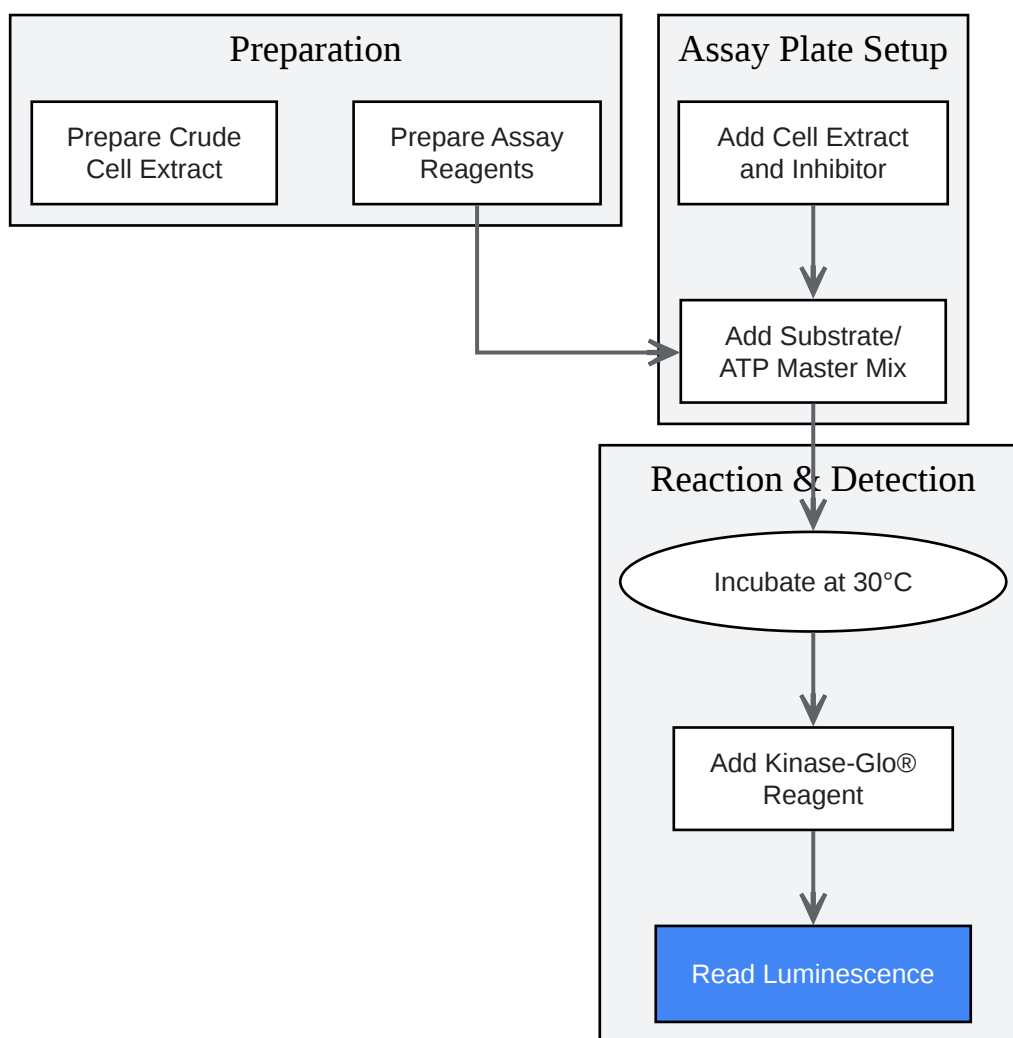 Preparation
Prepare Crude
Cell Extract
Prepare Assay
Reagents
Assay Plate Setup
Add Cell Extract
and Inhibitor
Add Substrate/
ATP Master Mix
Reaction & Detection
Incubate at 30°C
Add Kinase-Glo®
Reagent
Read Luminescence